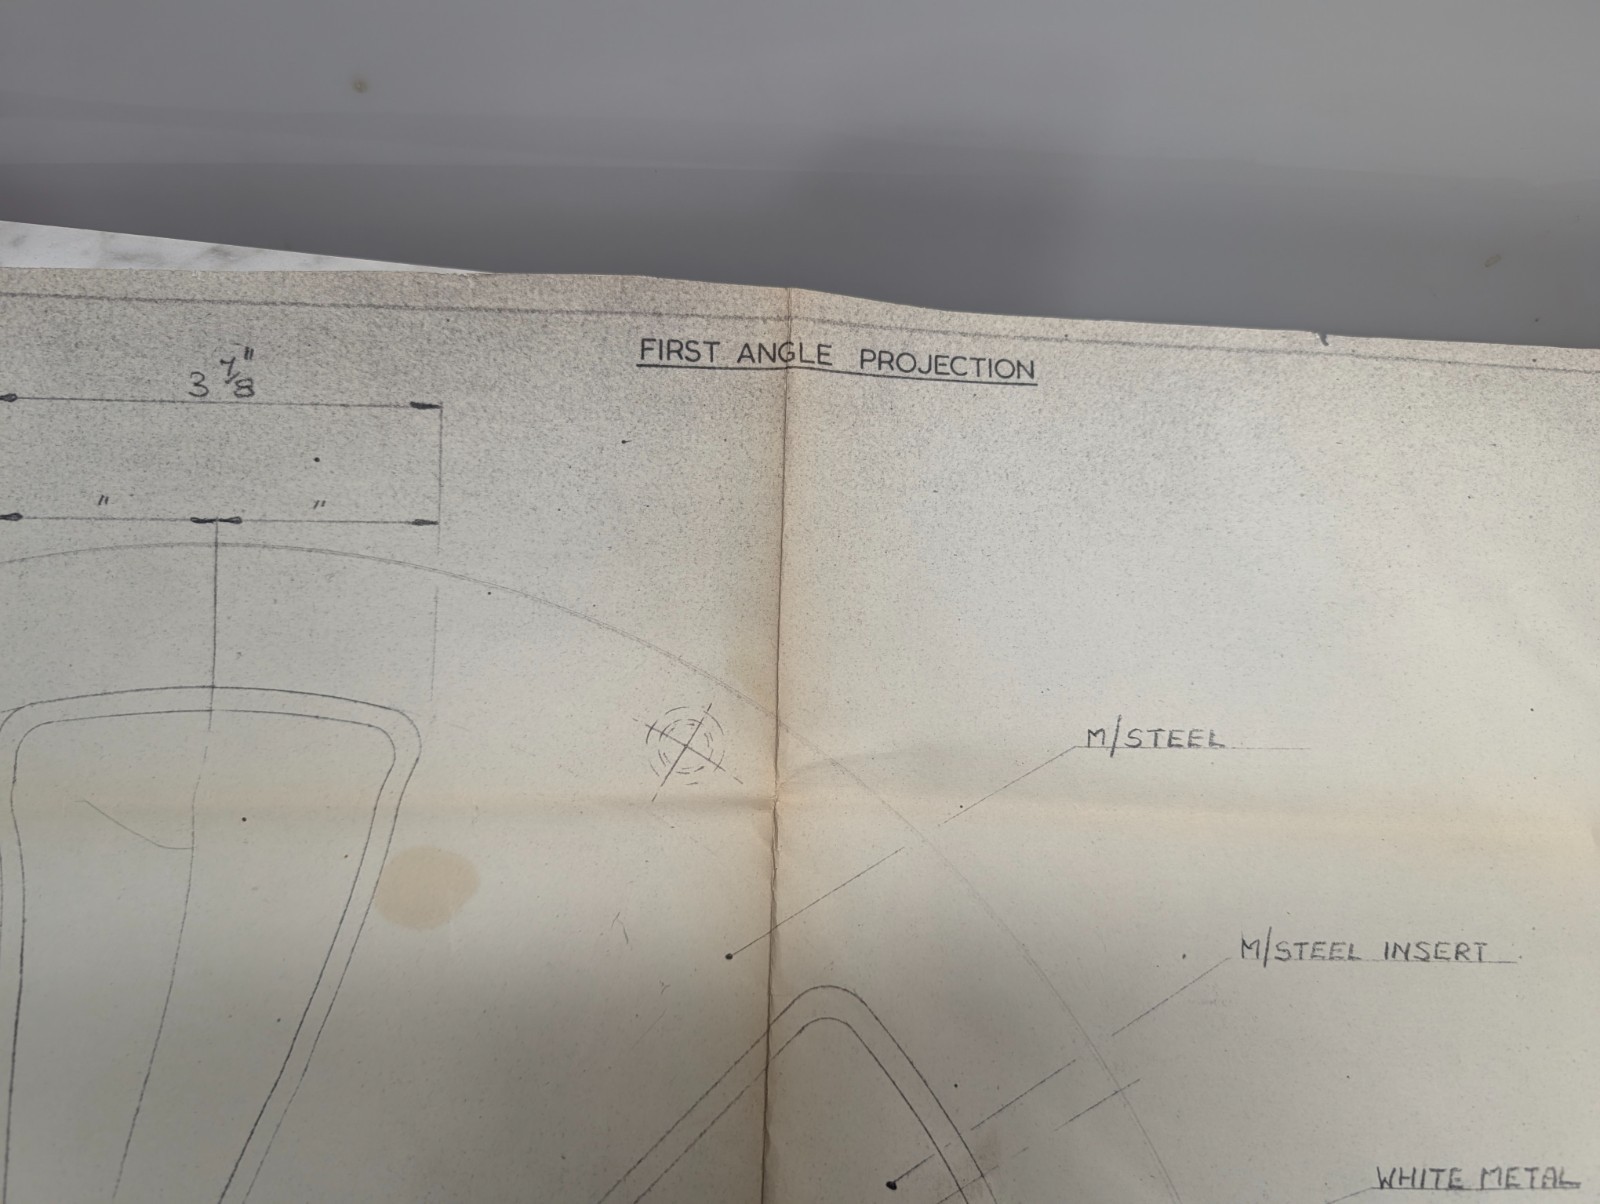 FIRST ANGLE PROJECTION
3 7/8"
" "
M/STEEL
M/STEEL INSERT
WHITE METAL